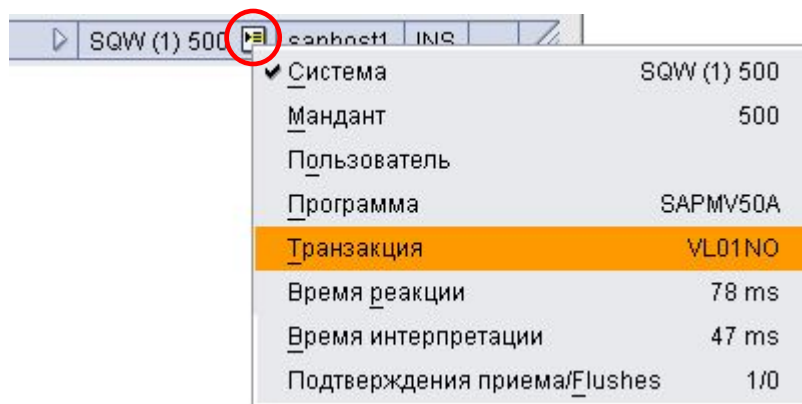 SQW (1) 500 saphost1 INS
Система SQW (1) 500
Мандант 500
Пользователь
Программа SAPMV50A
Транзакция VL01NO
Время реакции 78 ms
Время интерпретации 47 ms
Подтверждения приема/Flushes 1/0